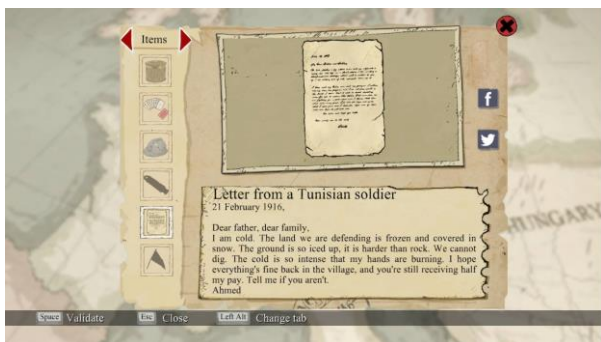 Items
Letter from a Tunisian soldier
21 February 1916,
Dear father, dear family,
I am cold. The land we are defending is frozen and covered in
snow. The ground is so iced up, it is harder than rock. We cannot
dig. The cold is so intense that my hands are burning. I hope
everything's fine back in the village, and you're still receiving half
my pay. Tell me if you aren't.
Ahmed
HUNGARY
Space Validate Esc Close Left Alt Change tab